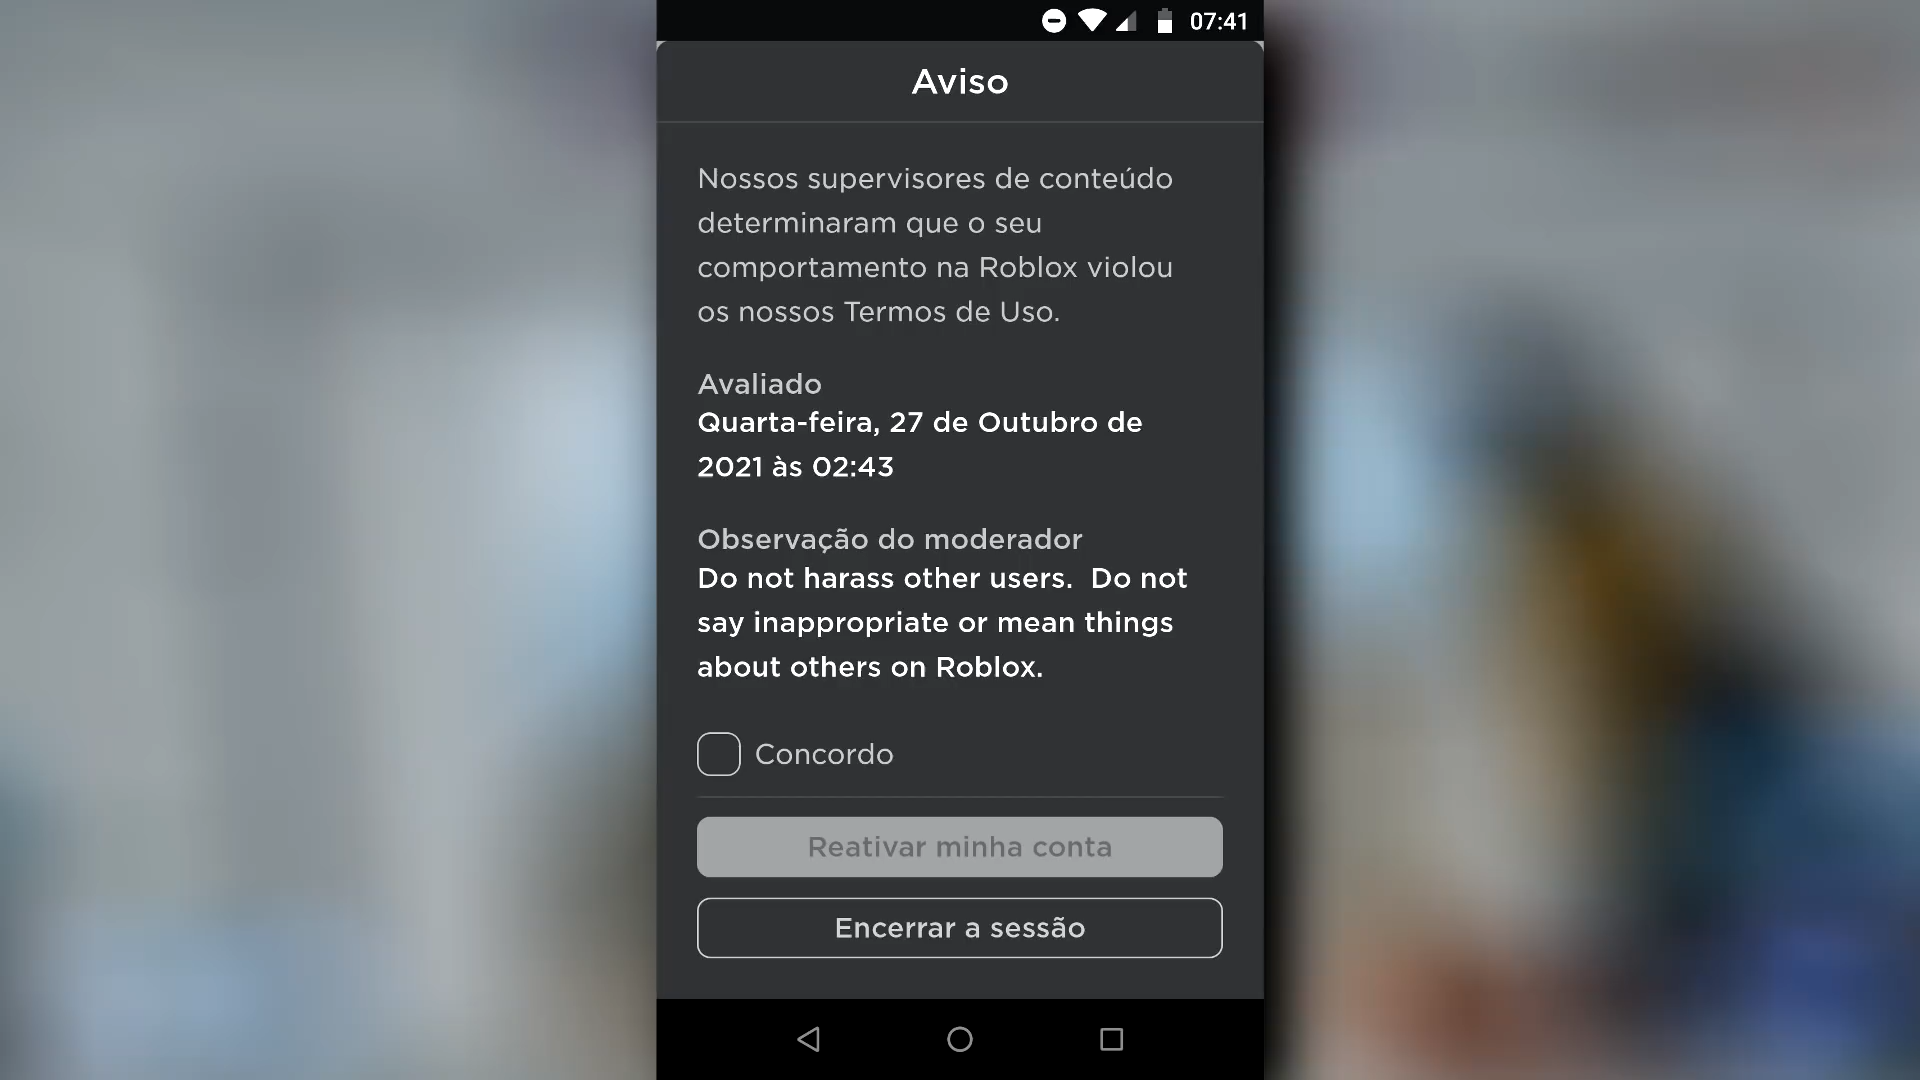 07:41
Aviso
Nossos supervisores de conteúdo
determinaram que o seu
comportamento na Roblox violou
os nossos Termos de Uso.
Avaliado
Quarta-feira, 27 de Outubro de
2021 às 02:43
Observação do moderador
Do not harass other users.  Do not
say inappropriate or mean things
about others on Roblox.
Concordo
Reativar minha conta
Encerrar a sessão